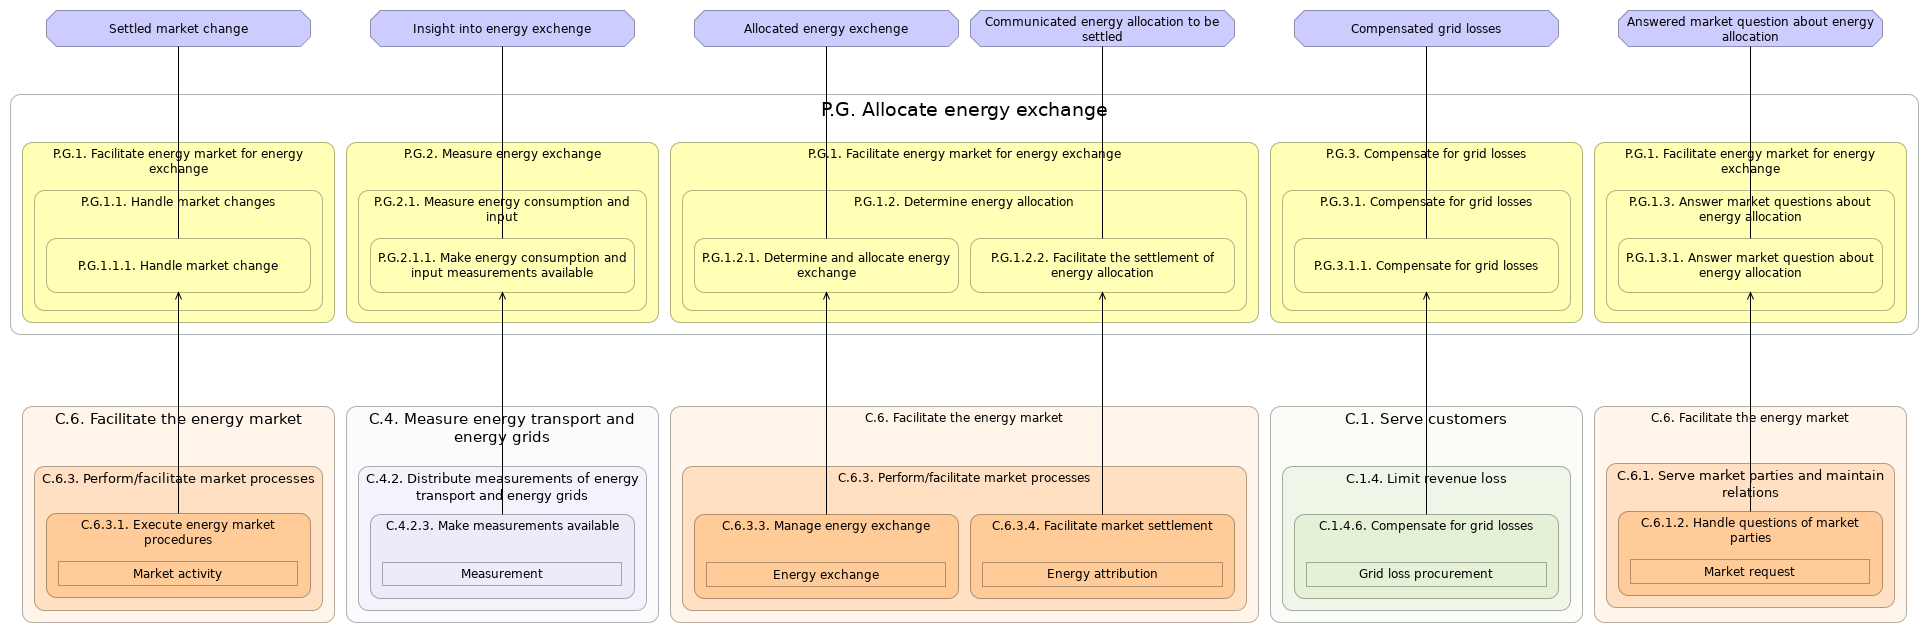 Settled market change
Insight into energy exchange
Allocated energy exchange
Communicated energy allocation to be
settled
Compensated grid losses
Answered market question about energy
allocation
P.G. Allocate energy exchange
P.G.1. Facilitate energy market for energy
exchange
P.G.1.1. Handle market changes
P.G.1.1.1. Handle market change
P.G.2. Measure energy exchange
P.G.2.1. Measure energy consumption and
input
P.G.2.1.1. Make energy consumption and
input measurements available
P.G.1. Facilitate energy market for energy exchange
P.G.1.2. Determine energy allocation
P.G.1.2.1. Determine and allocate energy
exchange
P.G.1.2.2. Facilitate the settlement of
energy allocation
P.G.3. Compensate for grid losses
P.G.3.1. Compensate for grid losses
P.G.3.1.1. Compensate for grid losses
P.G.1. Facilitate energy market for energy
exchange
P.G.1.3. Answer market questions about
energy allocation
P.G.1.3.1. Answer market question about
energy allocation
C.6. Facilitate the energy market
C.6.3. Perform/facilitate market processes
C.6.3.1. Execute energy market
procedures
Market activity
C.4. Measure energy transport and
energy grids
C.4.2. Distribute measurements of energy
transport and energy grids
C.4.2.3. Make measurements available
Measurement
C.6. Facilitate the energy market
C.6.3. Perform/facilitate market processes
C.6.3.3. Manage energy exchange
Energy exchange
C.6.3.4. Facilitate market settlement
Energy attribution
C.1. Serve customers
C.1.4. Limit revenue loss
C.1.4.6. Compensate for grid losses
Grid loss procurement
C.6. Facilitate the energy market
C.6.1. Serve market parties and maintain
relations
C.6.1.2. Handle questions of market
parties
Market request